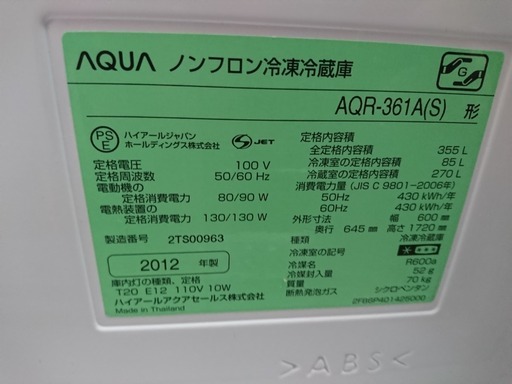 AQUA ノンフロン冷凍冷蔵庫
AQR-361A(S) 形
G
PS
E
ハイアールジャパン
ホールディングス株式会社
S JET
定格電圧 100 V
定格周波数 50/60 Hz
電動機の
定格消費電力 80/90 W
電熱装置の
定格消費電力 130/130 W
製造番号 2TS00963
2012 年製
庫内灯の種類、定格
T20 E12 110V 10W
ハイアールアクアセールス株式会社
Made in Thailand
定格内容積
全定格内容積 355 L
冷凍室の定格内容積 85 L
冷蔵室の定格内容積 270 L
消費電力量 (JIS C 9801-2006年)
50Hz 430 kWh/年
60Hz 430 kWh/年
外形寸法 幅 600 mm
奥行 645 mm 高さ 1720 mm
種類 冷凍冷蔵庫
冷凍室の記号
冷媒名 R600a
冷媒封入量 52 g
質量 70 kg
断熱発泡ガス シクロペンタン
>ABS<